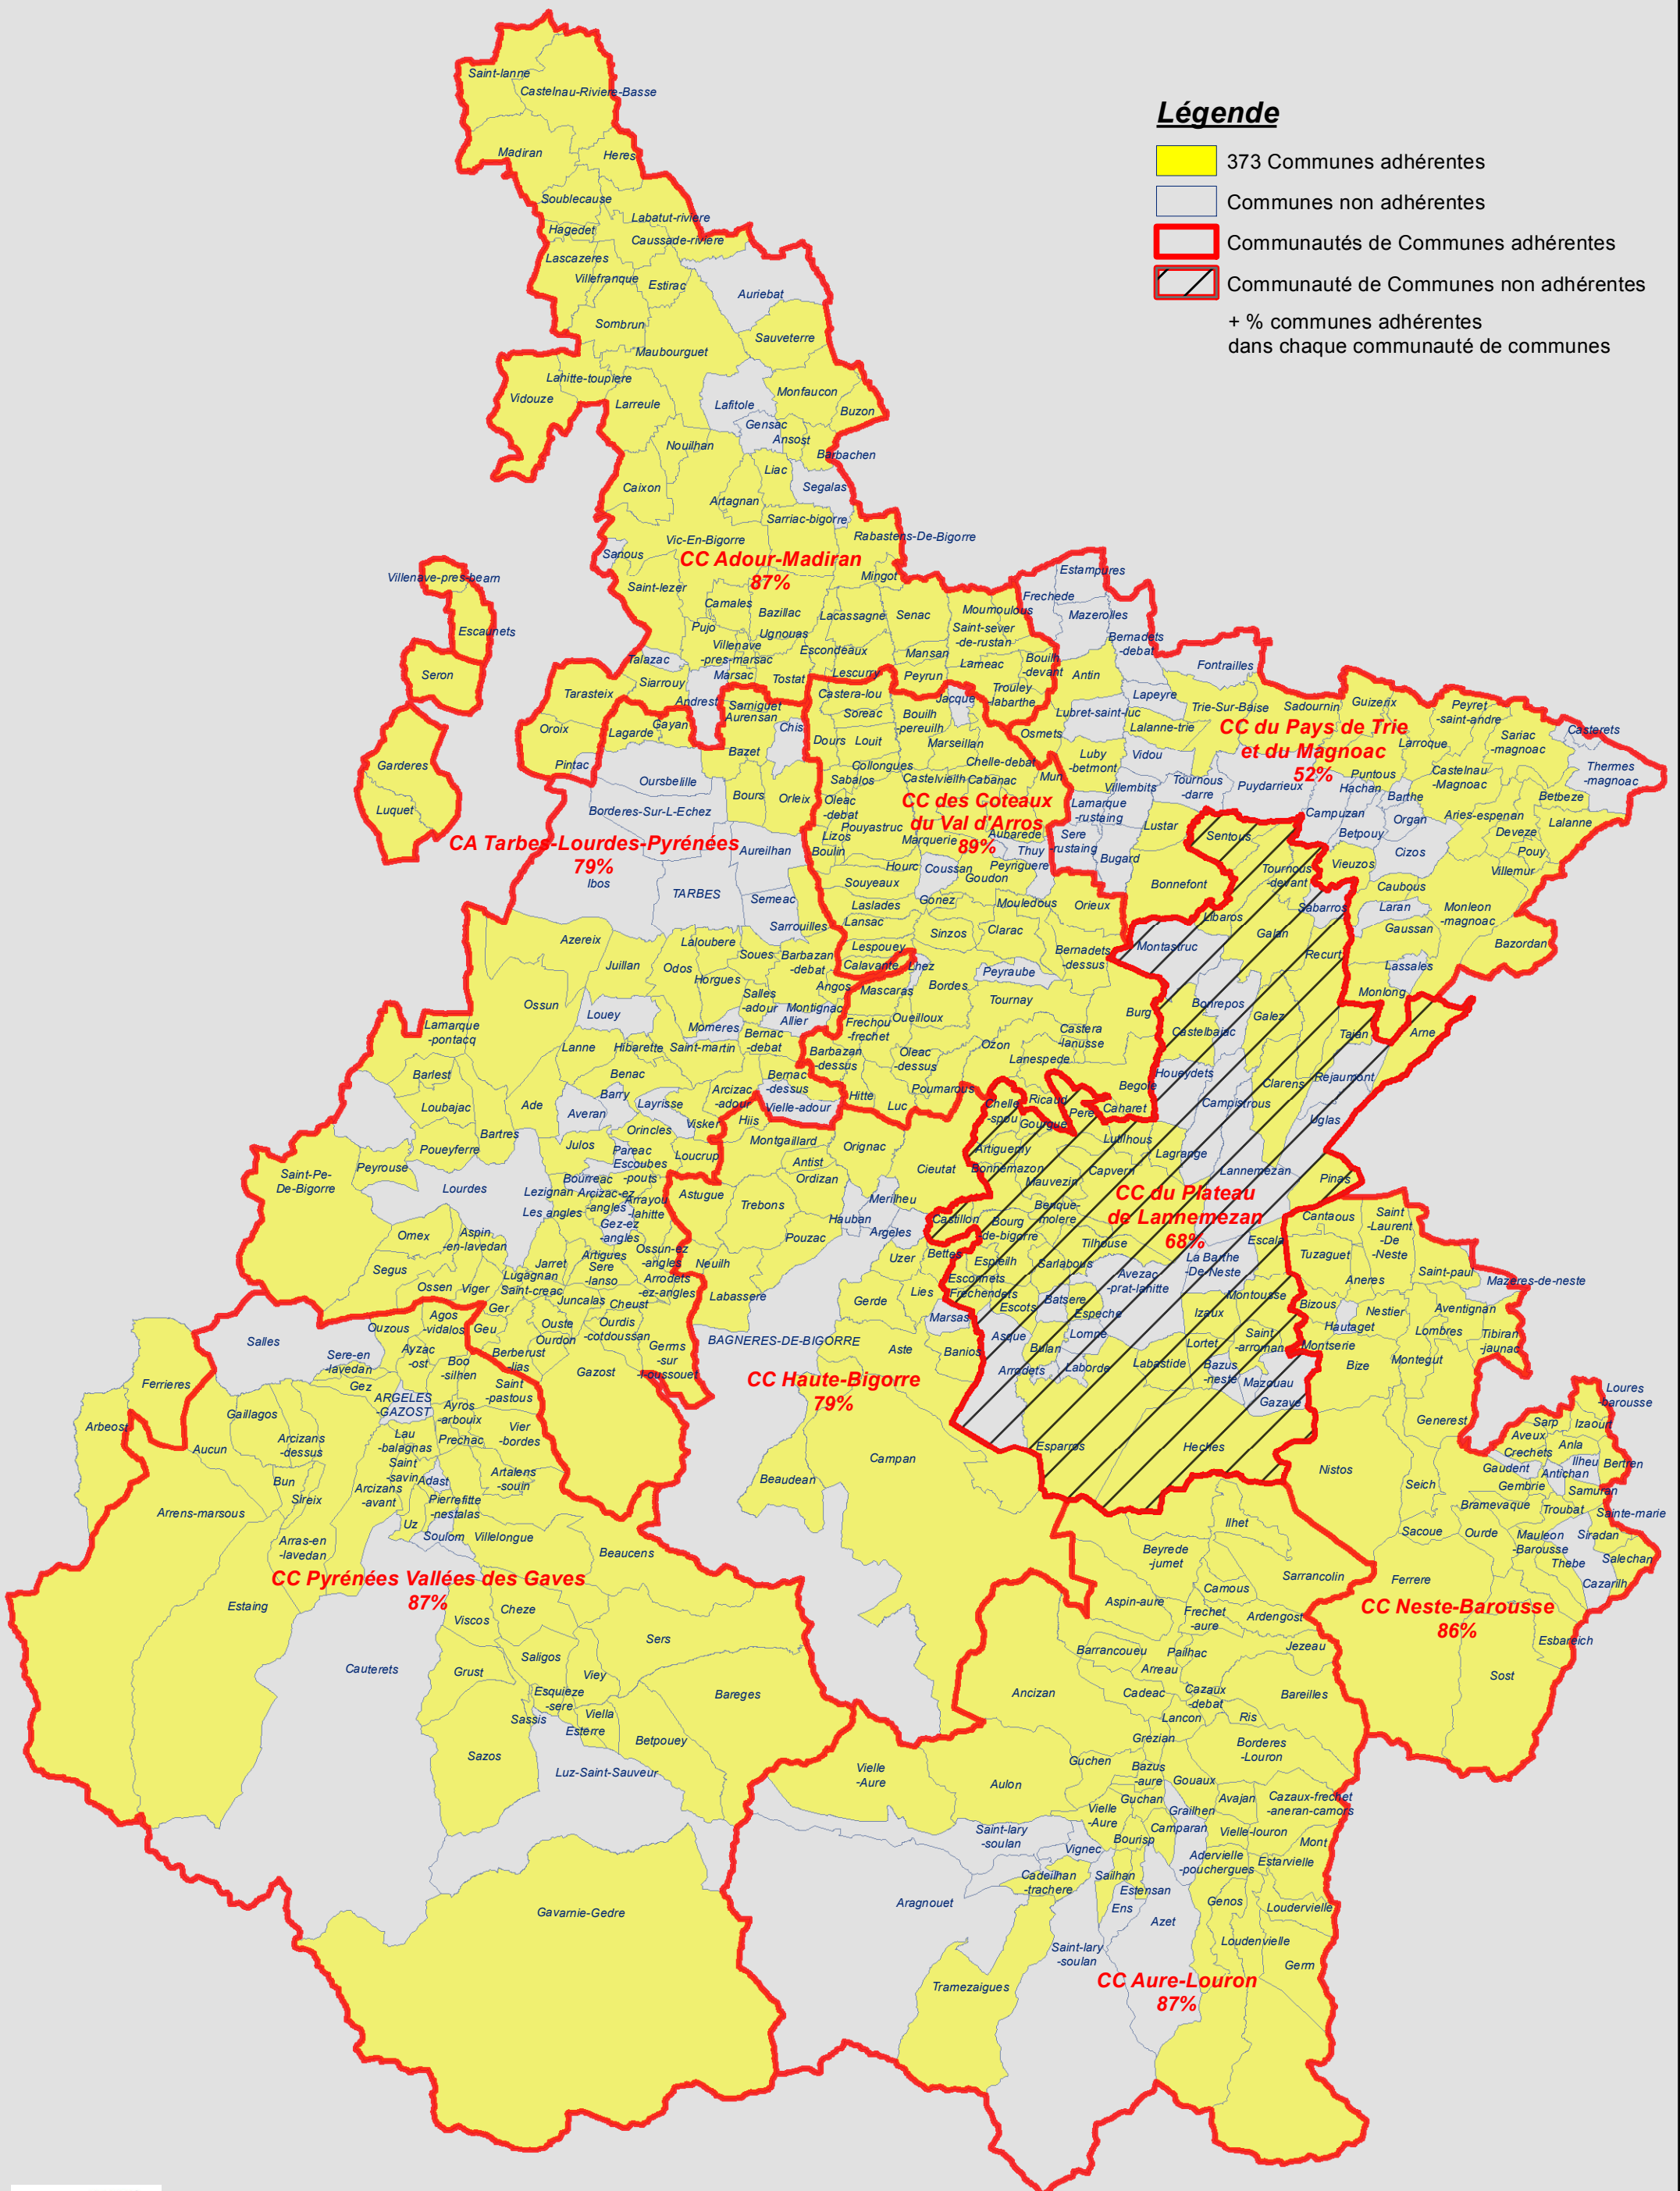 Légende
373 Communes adhérentes
Communes non adhérentes
Communautés de Communes adhérentes
Communauté de Communes non adhérentes
+ % communes adhérentes
dans chaque communauté de communes
Saint-lanne
Castelnau-Riviere-Basse
Madiran
Heres
Soublecause
Labatut-riviere
Hagedet
Caussade-riviere
Lascazeres
Villefranque
Estirac
Auriebat
Sombrun
Sauveterre
Maubourguet
Lahitte-toupiere
Vidouze
Larreule
Lafitole
Monfaucon
Buzon
Gensac
Ansost
Nouilhan
Barbachen
Liac
Caixon
Segalas
Artagnan
Sarriac-bigorre
Vic-En-Bigorre
Rabastens-De-Bigorre
Sanous
CC Adour-Madiran
87%
Mingot
Saint-lezer
Camales
Bazillac
Lacassagne
Senac
Moumoulous
Pujo
Ugnouas
Saint-sever
-de-rustan
Villenave
-pres-marsac
Escondeaux
Mansan
Lameac
Bouilh
-devant
Talazac
Siarrouy
Marsac
Tostat
Lescurry
Peyrun
Trouley
-labarthe
Andrest
Villenave-pres-bearn
Escaunets
Seron
Garderes
Luquet
Tarasteix
Oroix
Pintac
Lagarde
Gayan
Sarniguet
Aurensan
Chis
Bazet
Oursbelille
Bours
Orleix
Borderes-Sur-L-Echez
CA Tarbes-Lourdes-Pyrénées
79%
Aureilhan
Ibos
TARBES
Semeac
Sarrouilles
Castera-lou
Soreac
Bouilh
-pereuilh
Jacque
Dours
Louit
Marseillan
Collongues
Chelle-debat
Sabalos
Castelvieilh
Cabanac
Mun
Oleac
-debat
CC des Coteaux
du Val d'Arros
89%
Pouyastruc
Lizos
Marquerie
Aubarede
Boulin
Thuy
Hourc
Coussan
Peyriguere
Goudon
Souyeaux
Gonez
Mouledous
Orieux
Laslades
Lansac
Sinzos
Clarac
Lespouey
Bernadets
-dessus
Calavante
Lhez
Peyraube
Mascaras
Bordes
Tournay
Frechou
-frechet
Oueilloux
Burg
Castera
-lanusse
Ozon
Barbazan
-dessus
Oleac
-dessus
Lanespede
Begole
Hitte
Luc
Poumarous
Ricaud
Caharet
Estampures
Frechede
Mazerolles
Bernadets
-debat
Fontrailles
Antin
Lapeyre
Trie-Sur-Baise
Sadournin
Guizerix
Peyret
-saint-andre
Lubret-saint-luc
Lalanne-trie
CC du Pays de Trie
et du Magnoac
52%
Sariac
-magnoac
Casterets
Osmets
Larroque
Luby
-betmont
Vidou
Thermes
-magnoac
Tournous
-darre
Puydarrieux
Puntous
Hachan
Castelnau
-Magnoac
Villembits
Barthe
Betbeze
Lamarque
-rustaing
Campuzan
Organ
Aries-espenan
Lalanne
Lustar
Betpouy
Deveze
Sere
-rustaing
Cizos
Pouy
Bugard
Vieuzos
Villemur
Bonnefont
Caubous
Laran
Monleon
-magnoac
Gaussan
Bazordan
Lassales
Monlong
Sentous
Tournous
-devant
Sabarros
Libaros
Galan
Montastruc
Recurt
Bonrepos
Galez
Castelbajac
Tajan
Arne
Houeydets
Clarens
Rejaumont
Campistrous
Uglas
Chelle
-spou
Gourgue
Pere
Lutilhous
Artiguemy
Lagrange
Bonnemazon
Capvern
Lannemezan
Mauvezin
Pinas
CC du Plateau
de Lannemezan
68%
Benque-
molere
Castillon
Bourg
-de-bigorre
Tilhouse
Escala
Espieilh
Sarlabous
La Barthe
-De-Neste
Esconnets
Avezac
-prat-lahitte
Frechendets
Batsere
Montousse
Escots
Espeche
Izaux
Asque
Lomne
Lortet
Saint
-arroman
Bulan
Arrodets
Laborde
Labastide
Bazus
-neste
Mazouau
Gazave
Esparros
Heches
Azereix
Laloubere
Soues
Barbazan
-debat
Juillan
Odos
Horgues
Angos
Salles
-adour
Ossun
Montignac
Louey
Allier
Momeres
Bernac
-debat
Lamarque
-pontacq
Lanne
Hibarette
Saint-martin
Barlest
Benac
Bernac
-dessus
Arcizac
-adour
Barry
Vielle-adour
Loubajac
Ade
Averan
Layrisse
Visker
Orincles
Bartres
Julos
Pareac
Loucrup
Poueyferre
Escoubes
-pouts
Peyrouse
Saint-Pe-
De-Bigorre
Lourdes
Bourreac
Lezignan
Arcizac-ez
-angles
Arrayou
-lahitte
Les angles
Gez-ez
-angles
Omex
Aspin
-en-lavedan
Ossun-ez
-angles
Artigues
Jarret
Sere
-lanso
Segus
Lugagnan
Arrodets
-ez-angles
Ossen
Viger
Saint-creac
Juncalas
Cheust
Ger
Geu
Ouste
Ourdis
-cotdoussan
Ourdon
Berberust
-lias
Gazost
Germs
-sur
-l-oussouet
Hiis
Montgaillard
Orignac
Antist
Cieutat
Ordizan
Astugue
Trebons
Merilheu
Hauban
Argeles
Pouzac
Uzer
Bettes
Neuilh
Labassere
Gerde
Lies
Marsas
BAGNERES-DE-BIGORRE
Aste
Banios
CC Haute-Bigorre
79%
Campan
Beaudean
Agos
-vidalos
Ouzous
Salles
Sere-en
-lavedan
Ayzac
-ost
Boo
-silhen
Ferrieres
Gez
Saint
-pastous
ARGELES
-GAZOST
Ayros
-arbouix
Arbeost
Gaillagos
Vier
-bordes
Lau
-balagnas
Prechac
Arcizans
-dessus
Aucun
Saint
-savin
Adast
Artalens
-souin
Bun
Arcizans
-avant
Sireix
Pierrefitte
-nestalas
Arrens-marsous
Uz
Soulom
Villelongue
Arras-en
-lavedan
Beaucens
CC Pyrénées Vallées des Gaves
87%
Estaing
Cheze
Viscos
Sers
Saligos
Cauterets
Grust
Viey
Bareges
Esquieze
-sere
Sassis
Viella
Esterre
Betpouey
Sazos
Luz-Saint-Sauveur
Gavarnie-Gedre
Cantaous
Saint
-Laurent
-De
-Neste
Tuzaguet
Saint-paul
Aneres
Mazeres-de-neste
Bizous
Nestier
Aventignan
Hautaget
Lombres
Tibiran
-jaunac
Montserie
Bize
Montegut
Generest
Loures
-barousse
Sarp
Izaourt
Aveux
Crechets
Anla
Ilheu
Bertren
Gaudent
Antichan
Nistos
Gembrie
Samuran
Seich
Bramevaque
Troubat
Sainte-marie
Sacoue
Ourde
Mauleon
-Barousse
Siradan
Thebe
Salechan
Ferrere
Cazarilh
CC Neste-Barousse
86%
Esbareich
Sost
Ilhet
Beyrede
-jumet
Sarrancolin
Camous
Aspin-aure
Frechet
-aure
Ardengost
Barrancoueu
Pailhac
Jezeau
Arreau
Ancizan
Cadeac
Cazaux
-debat
Bareilles
Lancon
Ris
Grezian
Borderes
-Louron
Guchen
Vielle
-Aure
Aulon
Bazus
-aure
Gouaux
Guchan
Avajan
Cazaux-frechet
-aneran-camors
Vielle
-Aure
Grailhen
Saint-lary
-soulan
Camparan
Bourisp
Vielle-louron
Mont
Vignec
Adervielle
-pouchergues
Estarvielle
Cadeilhan
-trachere
Sailhan
Estensan
Aragnouet
Genos
Loudervielle
Ens
Azet
Loudenvielle
Saint-lary
-soulan
Germ
Tramezaigues
CC Aure-Louron
87%